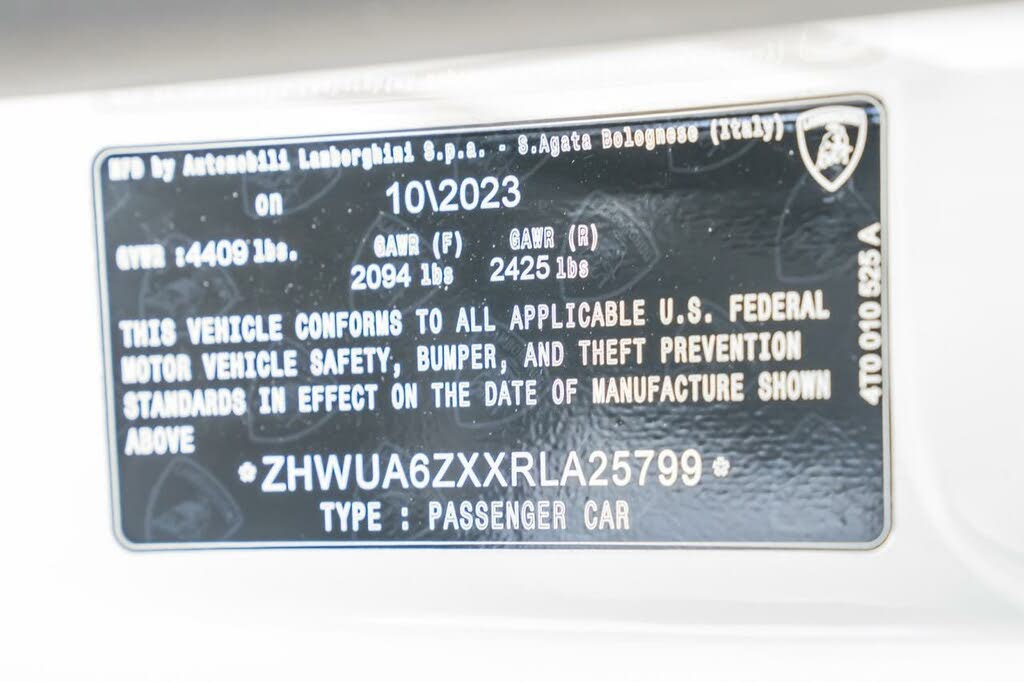 MFD by Automobili Lamborghini S.p.a. - S.Agata Bolognese (Italy)
on 10\2023
GVWR :4409 lbs. GAWR (F) GAWR (R)
2094 lbs 2425 lbs
THIS VEHICLE CONFORMS TO ALL APPLICABLE U.S. FEDERAL
MOTOR VEHICLE SAFETY, BUMPER, AND THEFT PREVENTION
STANDARDS IN EFFECT ON THE DATE OF MANUFACTURE SHOWN
ABOVE
*ZHWUA6ZXXRLA25799*
TYPE : PASSENGER CAR
4T0 010 525 A